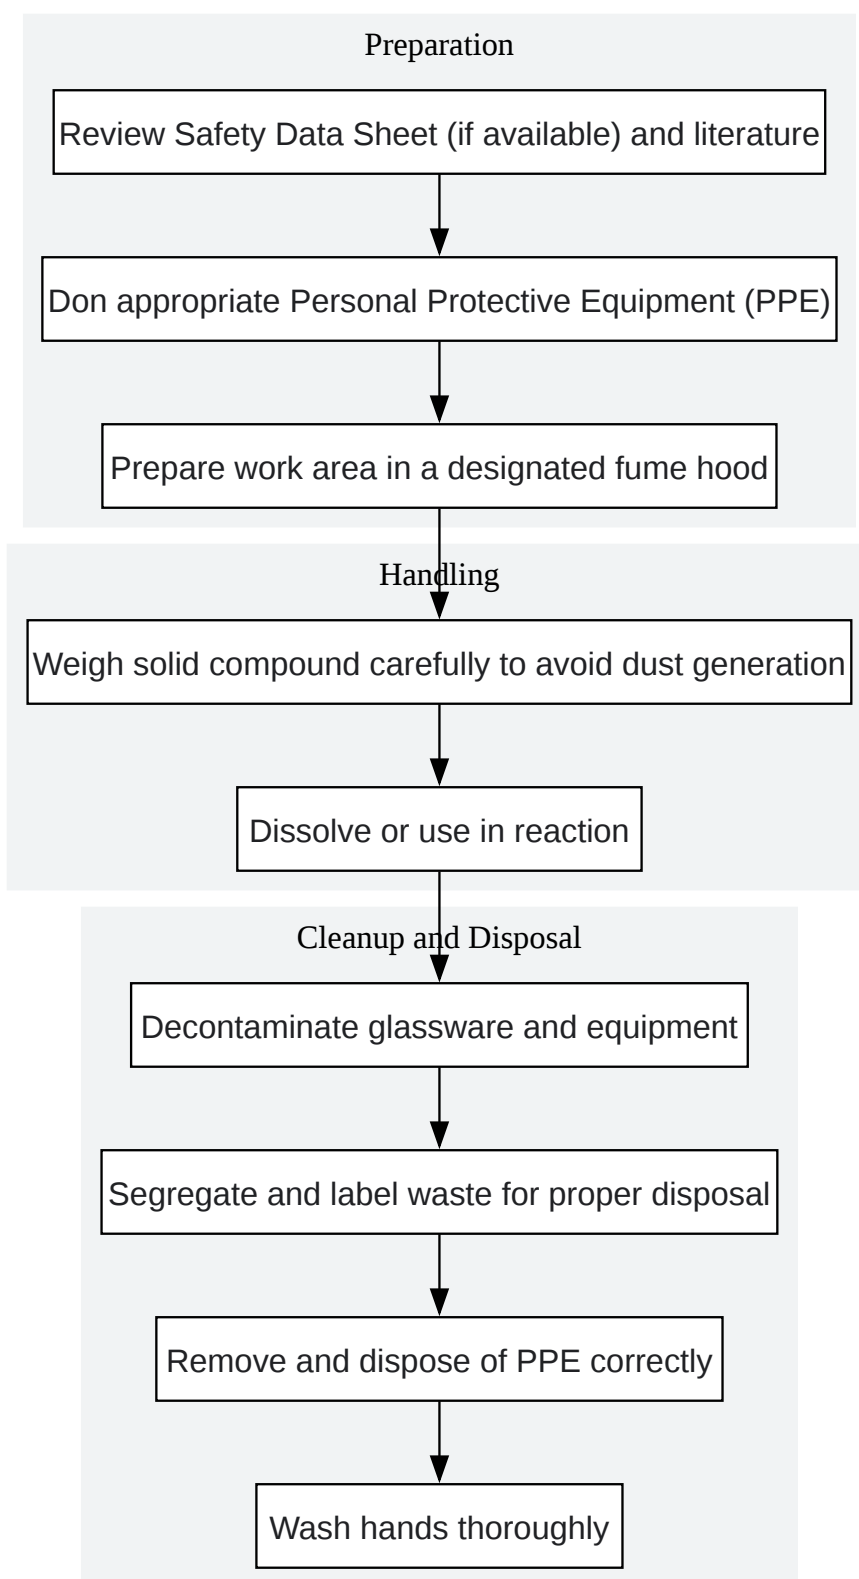 Preparation
Review Safety Data Sheet (if available) and literature
Don appropriate Personal Protective Equipment (PPE)
Prepare work area in a designated fume hood
Handling
Weigh solid compound carefully to avoid dust generation
Dissolve or use in reaction
Cleanup and Disposal
Decontaminate glassware and equipment
Segregate and label waste for proper disposal
Remove and dispose of PPE correctly
Wash hands thoroughly